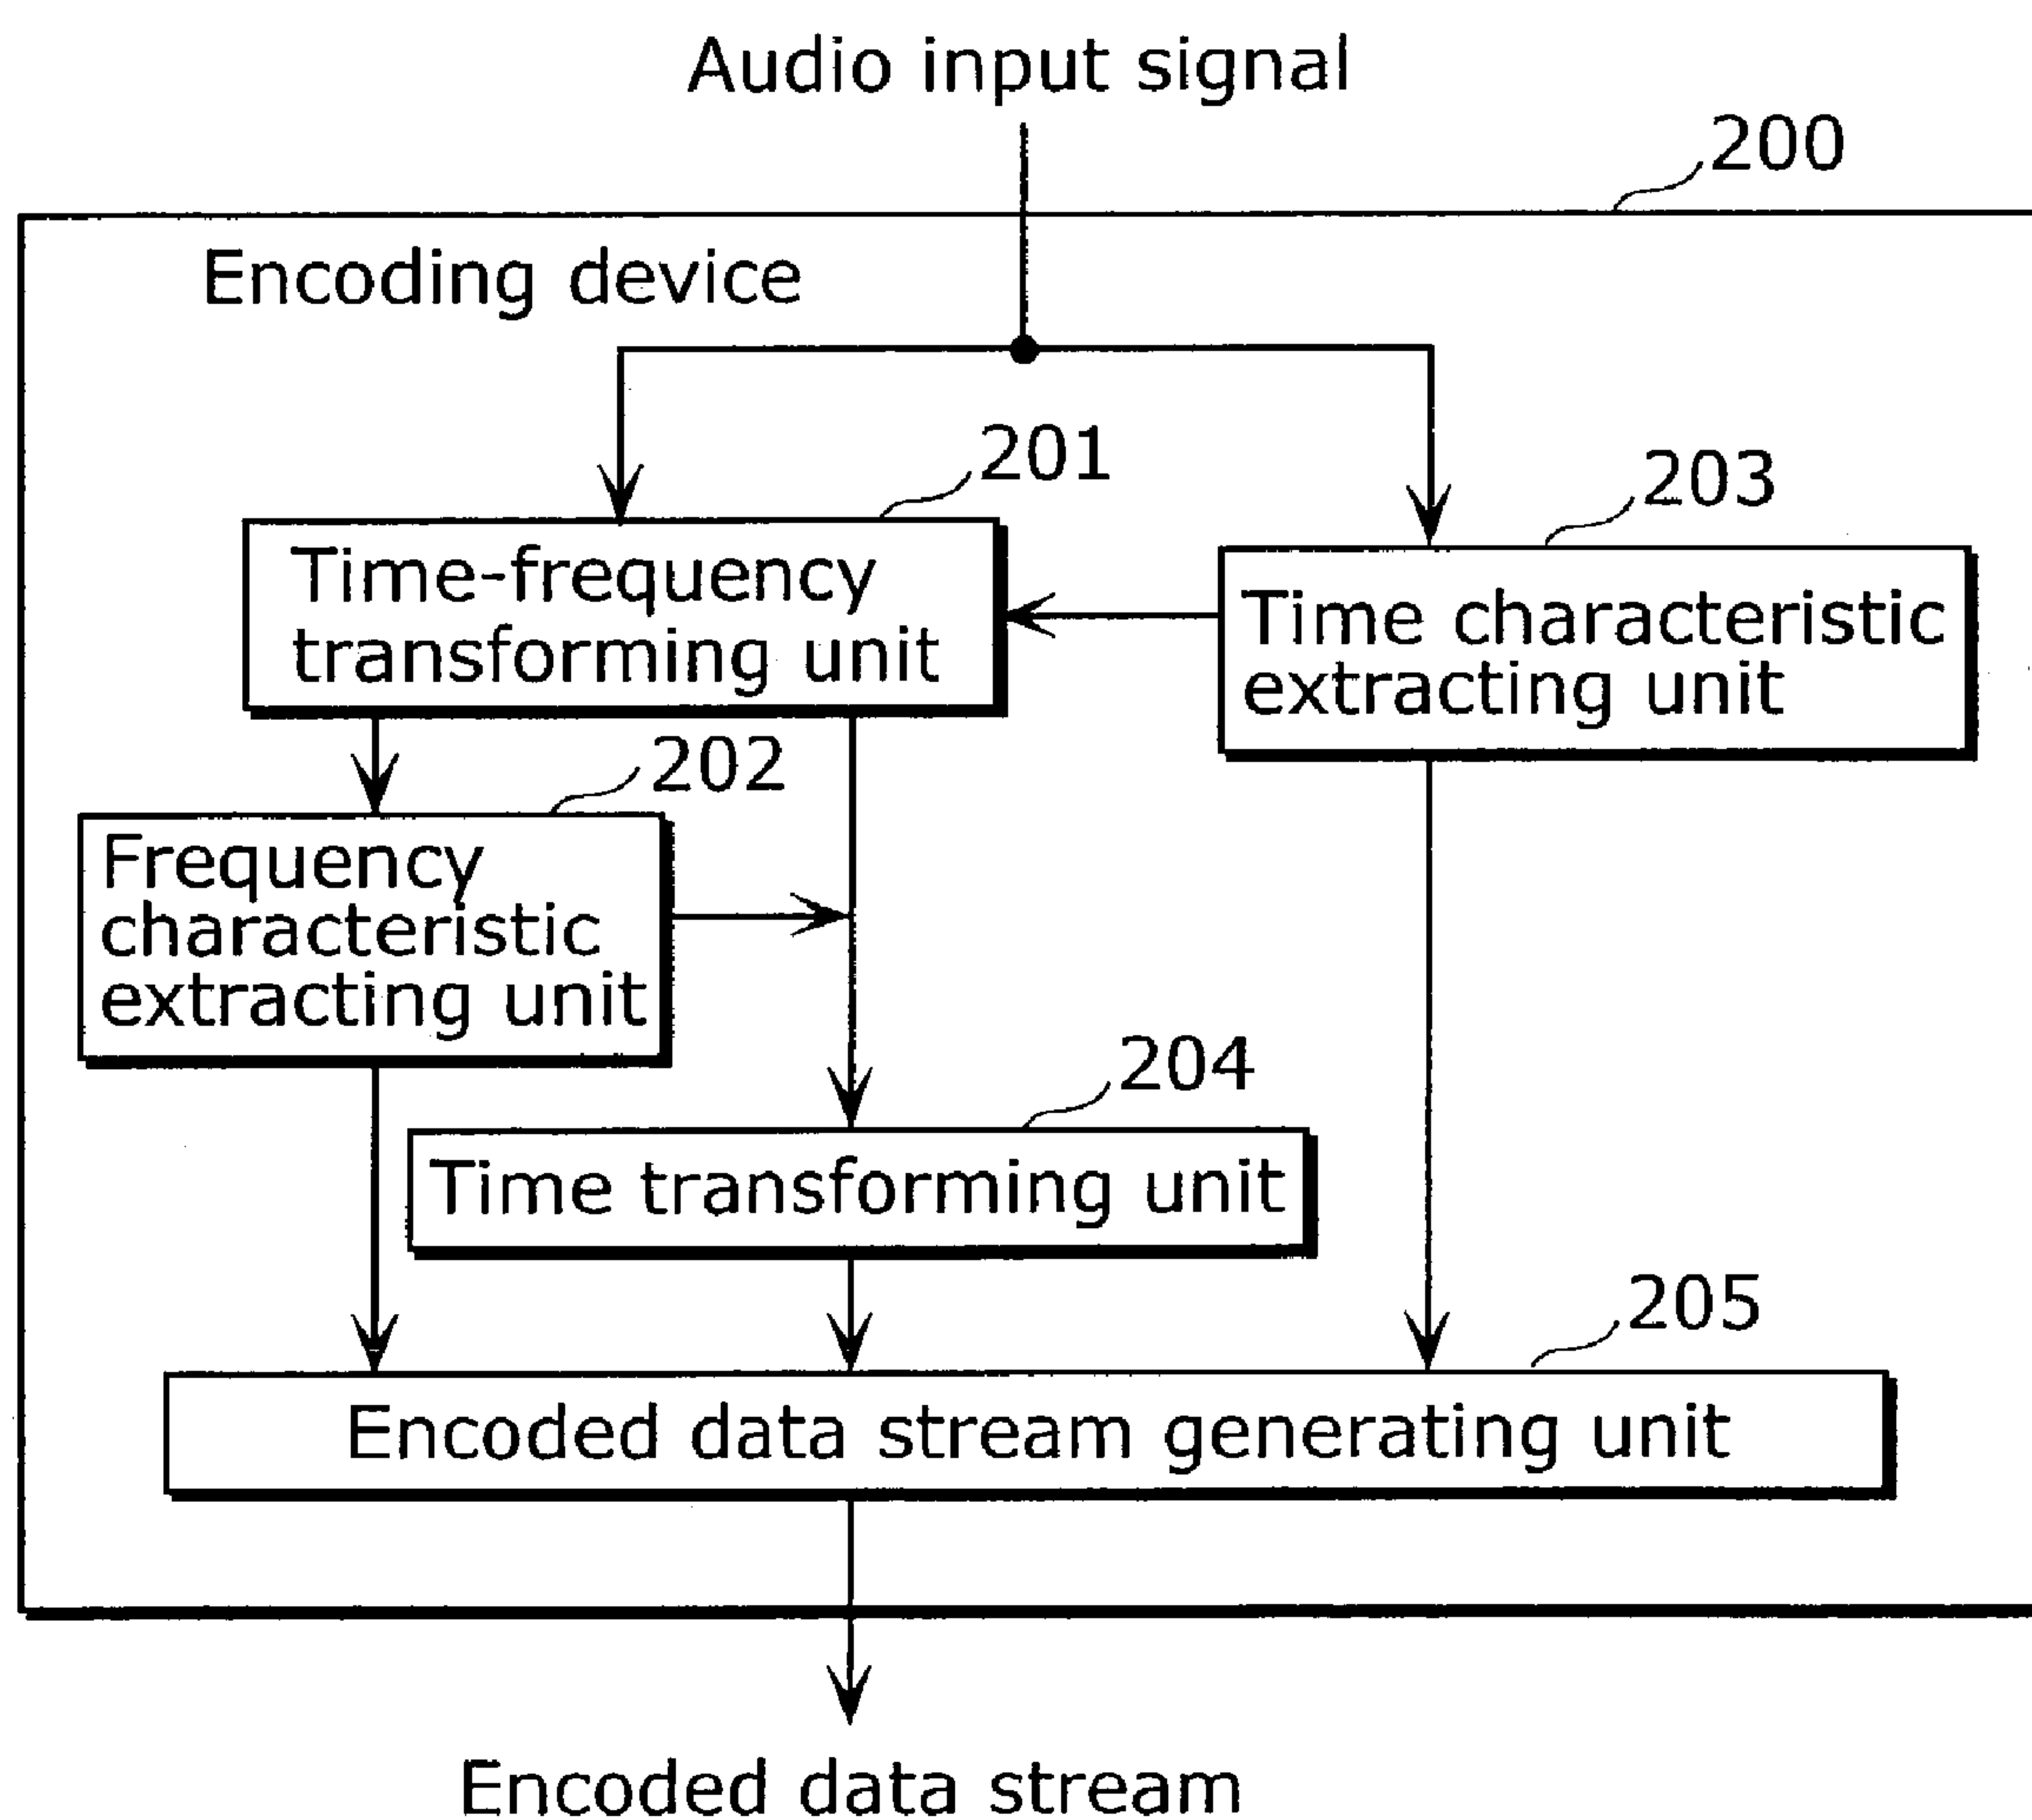 Audio input signal
200
Encoding device
201
203
Time-frequency
transforming unit
Time characteristic
extracting unit
202
Frequency
characteristic
extracting unit
204
Time transforming unit
205
Encoded data stream generating unit
Encoded data stream